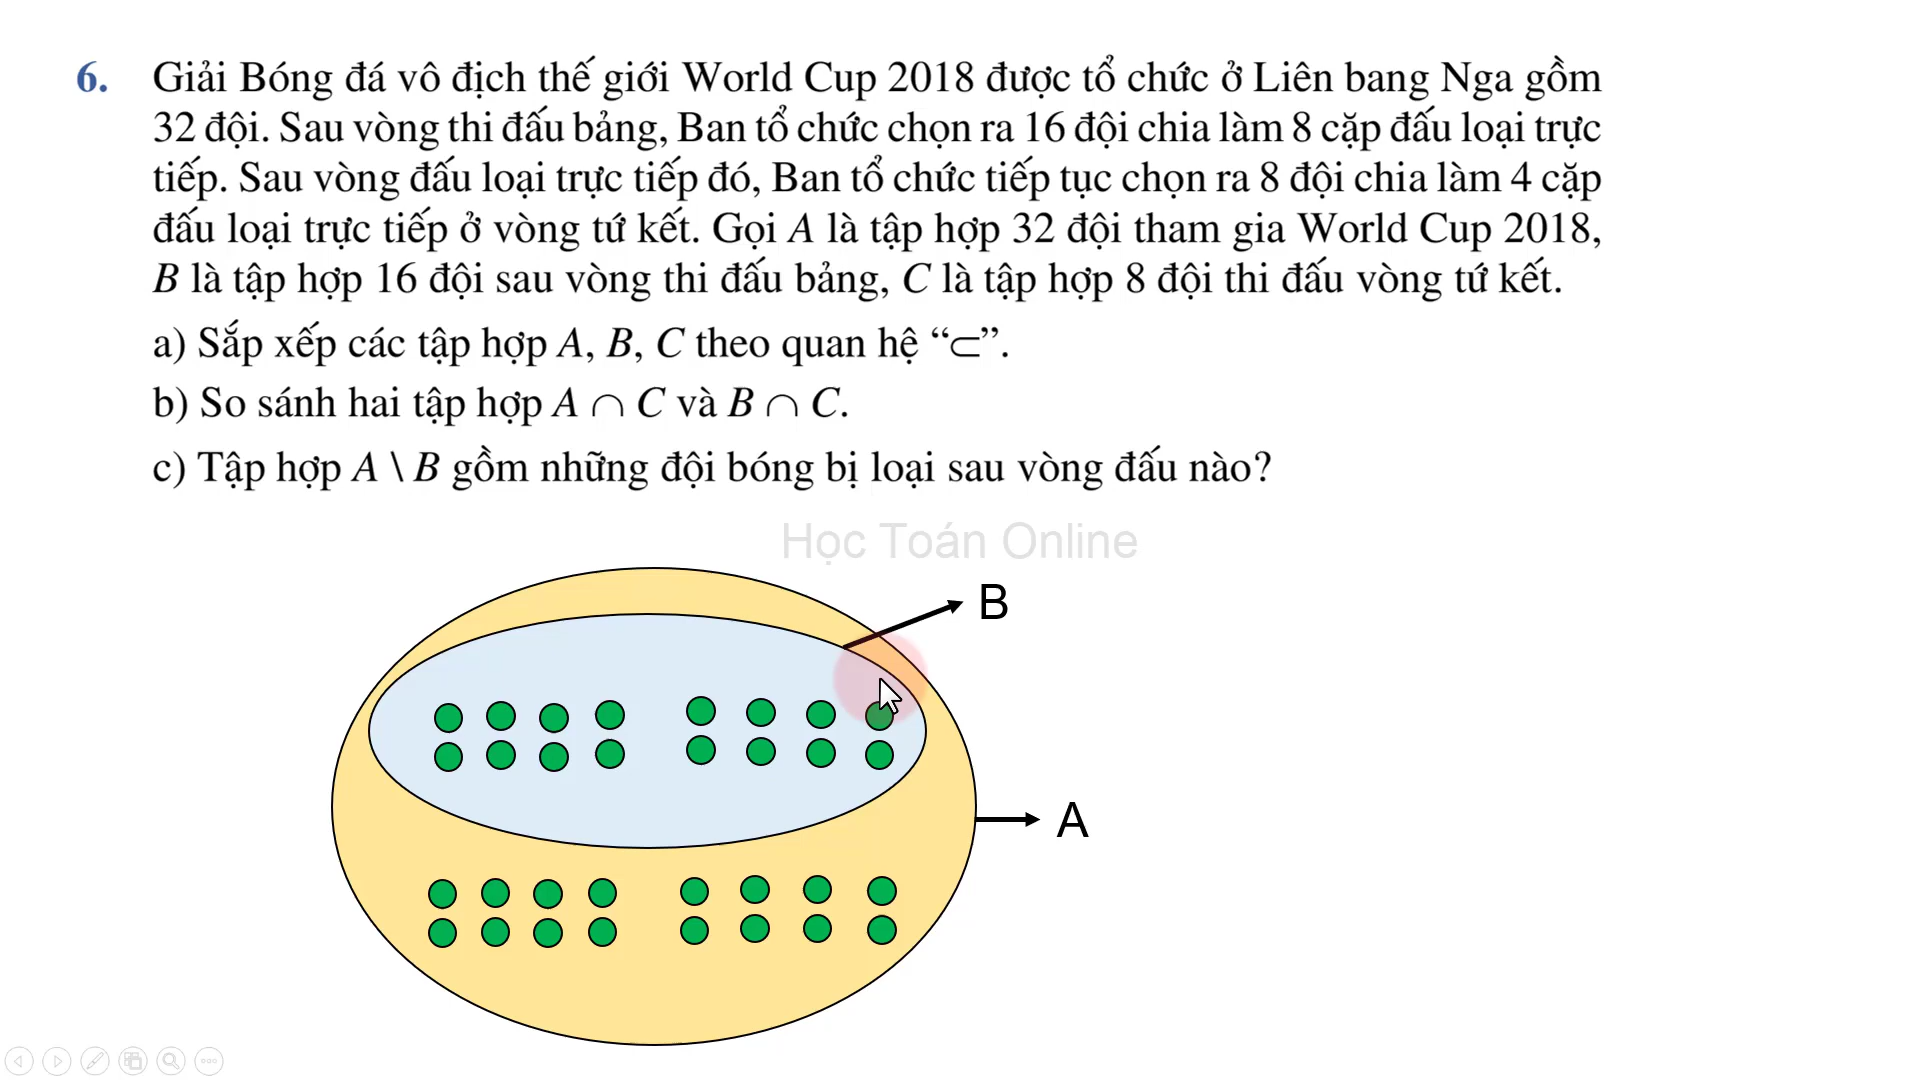 6. Giải Bóng đá vô địch thế giới World Cup 2018 được tổ chức ở Liên bang Nga gồm
32 đội. Sau vòng thi đấu bảng, Ban tổ chức chọn ra 16 đội chia làm 8 cặp đấu loại trực
tiếp. Sau vòng đấu loại trực tiếp đó, Ban tổ chức tiếp tục chọn ra 8 đội chia làm 4 cặp
đấu loại trực tiếp ở vòng tứ kết. Gọi A là tập hợp 32 đội tham gia World Cup 2018,
B là tập hợp 16 đội sau vòng thi đấu bảng, C là tập hợp 8 đội thi đấu vòng tứ kết.
a) Sắp xếp các tập hợp A, B, C theo quan hệ “⊂”.
b) So sánh hai tập hợp A ∩ C và B ∩ C.
c) Tập hợp A \ B gồm những đội bóng bị loại sau vòng đấu nào?
Học Toán Online
B
A